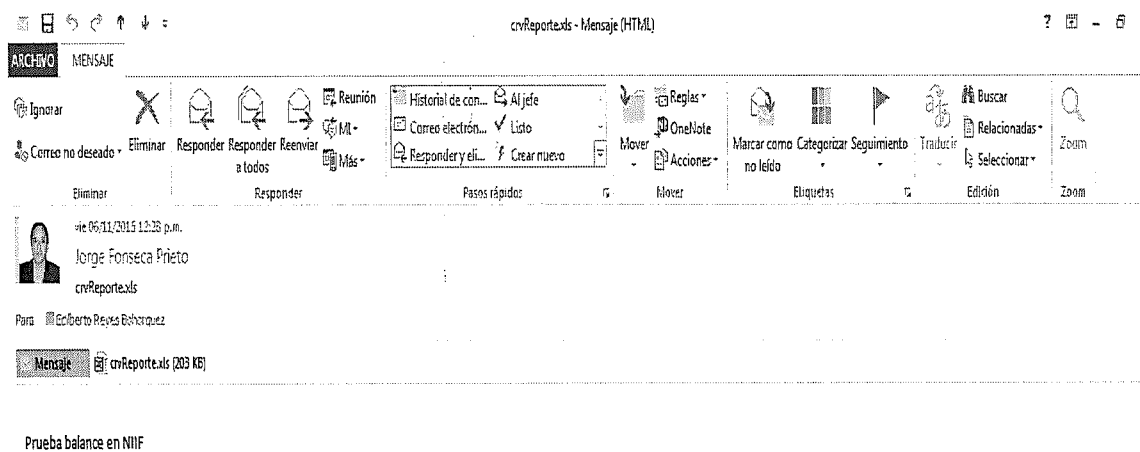 crvReporte.xls - Mensaje (HTML)
ARCHIVO MENSAJE
Ignorar
Correo no deseado
Eliminar
Responder
Responder a todos
Reenviar
Reunión
MI
Más
Historial de con...
Al jefe
Correo electrón...
Listo
Responder y eli...
Crear nuevo
Mover
Reglas
OneNote
Acciones
Marcar como no leído
Categorizar
Seguimiento
Traducir
Buscar
Relacionadas
Seleccionar
Zoom
Eliminar Responder Pasos rápidos Mover Etiquetas Edición Zoom
vie 06/11/2015 12:28 p.m.
Jorge Fonseca Prieto
crvReporte.xls
Para Edilberto Reyes Bohorquez
Mensaje crvReporte.xls (203 KB)
Prueba balance en NIIF